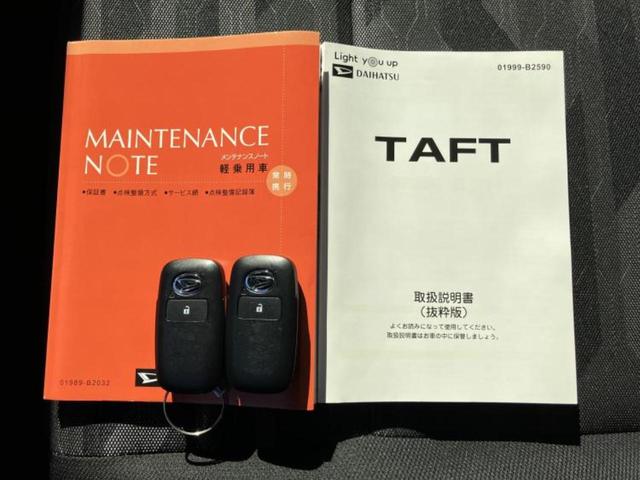 MAINTENANCE
NOTE
メンテナンスノート
軽乗用車
常時
携行
•保証書 •点検整備方式 •サービス網 •点検整備記録簿
01989-B2032
Light you up
DAIHATSU
01999-B2590
TAFT
取扱説明書
（抜粋版）
よくお読みになって使用してください。
取扱説明書はお車の中に保管しましょう。